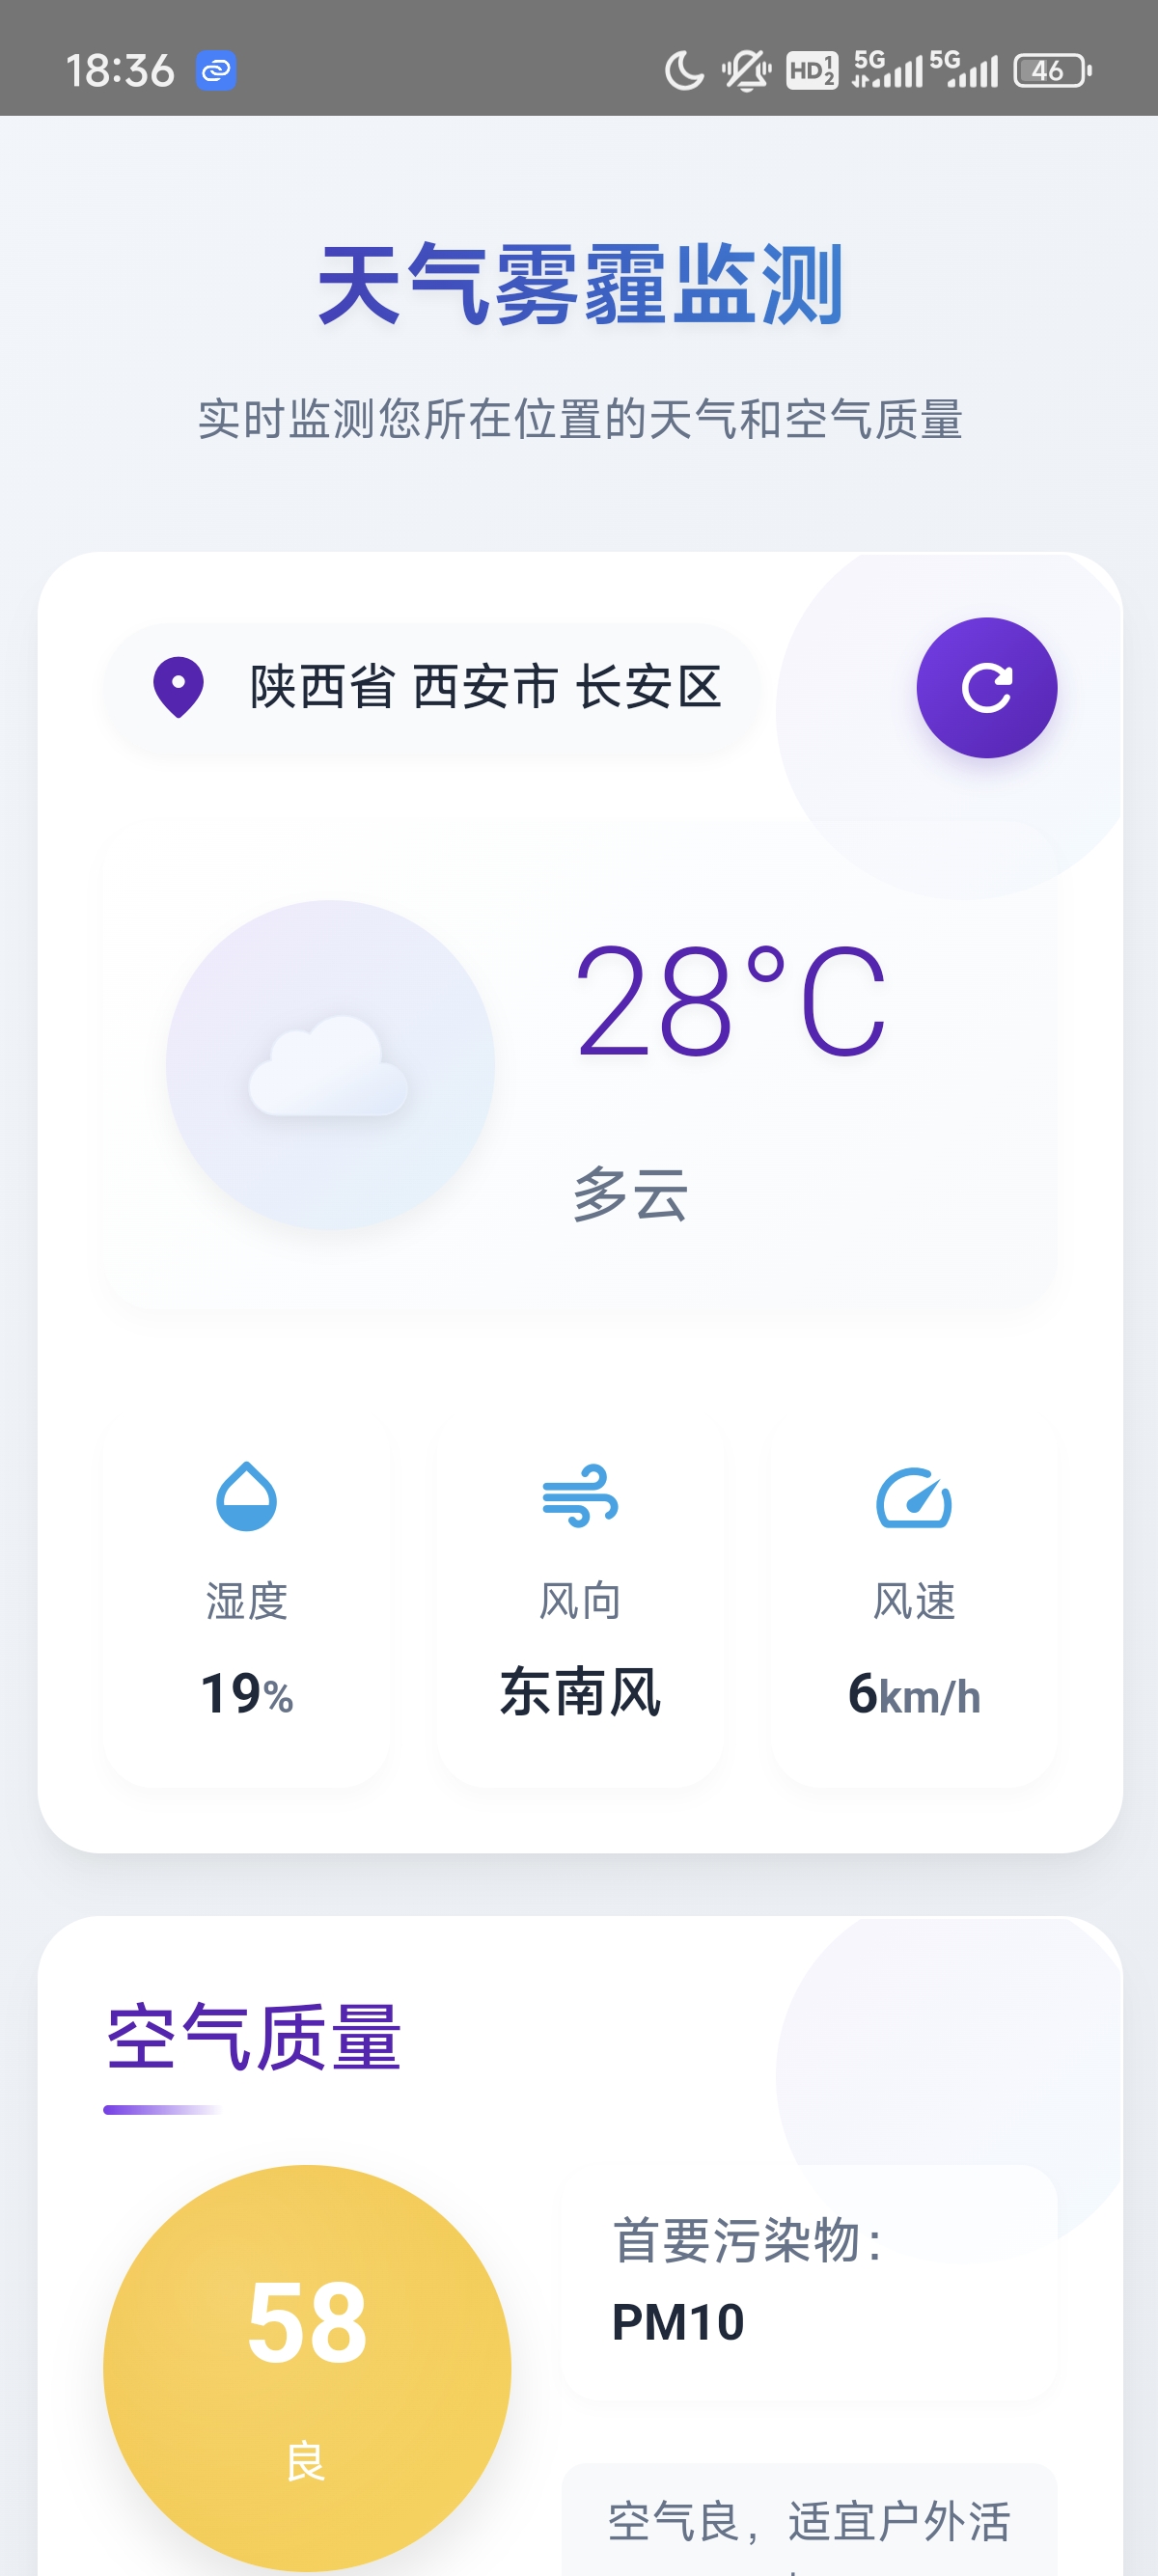 18:36
HD 1 2 5G 5G 46
天气雾霾监测
实时监测您所在位置的天气和空气质量
陕西省 西安市 长安区
28°C
多云
湿度 风向 风速
19% 东南风 6km/h
空气质量
首要污染物：
PM10
58
良
空气良，适宜户外活